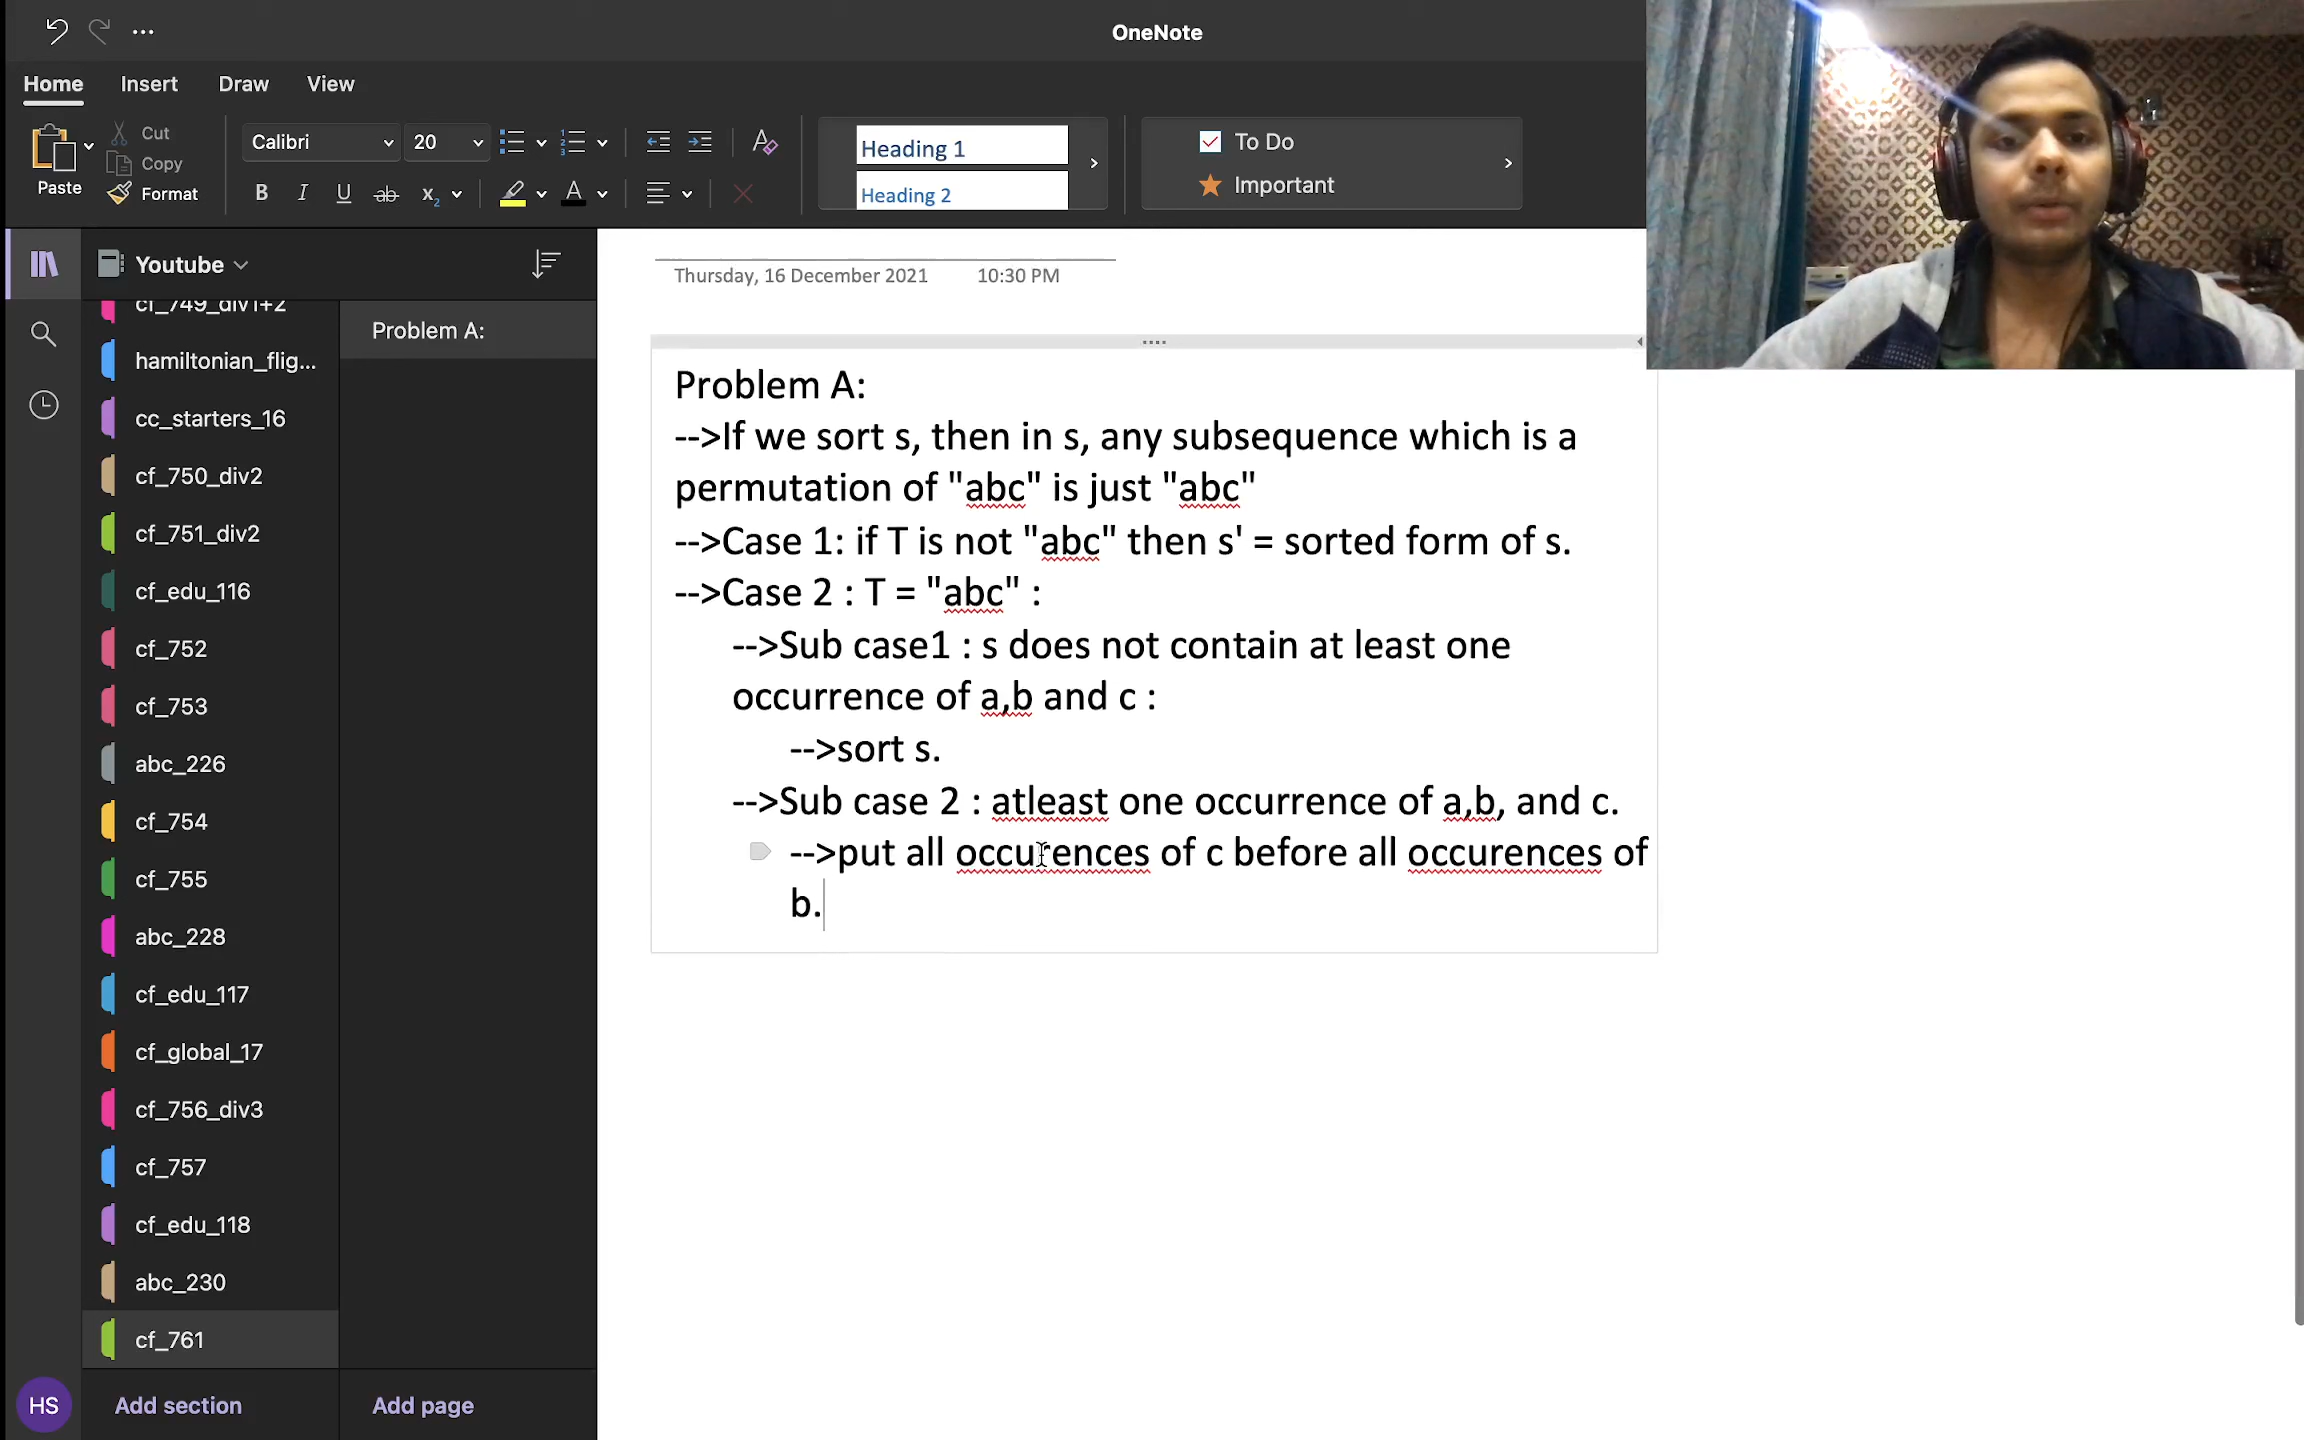 OneNote
Home Insert Draw View
Paste
Cut
Copy
Format
Calibri 20
B I U ab x2 A
Heading 1
Heading 2
To Do
Important
Youtube
cf_749_div1+2
hamiltonian_flig...
cc_starters_16
cf_750_div2
cf_751_div2
cf_edu_116
cf_752
cf_753
abc_226
cf_754
cf_755
abc_228
cf_edu_117
cf_global_17
cf_756_div3
cf_757
cf_edu_118
abc_230
cf_761
HS
Add section
Problem A:
Add page
Thursday, 16 December 2021 10:30 PM
Problem A:
-->If we sort s, then in s, any subsequence which is a
permutation of "abc" is just "abc"
-->Case 1: if T is not "abc" then s' = sorted form of s.
-->Case 2 : T = "abc" :
-->Sub case1 : s does not contain at least one
occurrence of a,b and c :
-->sort s.
-->Sub case 2 : atleast one occurrence of a,b, and c.
-->put all occurences of c before all occurences of
b.